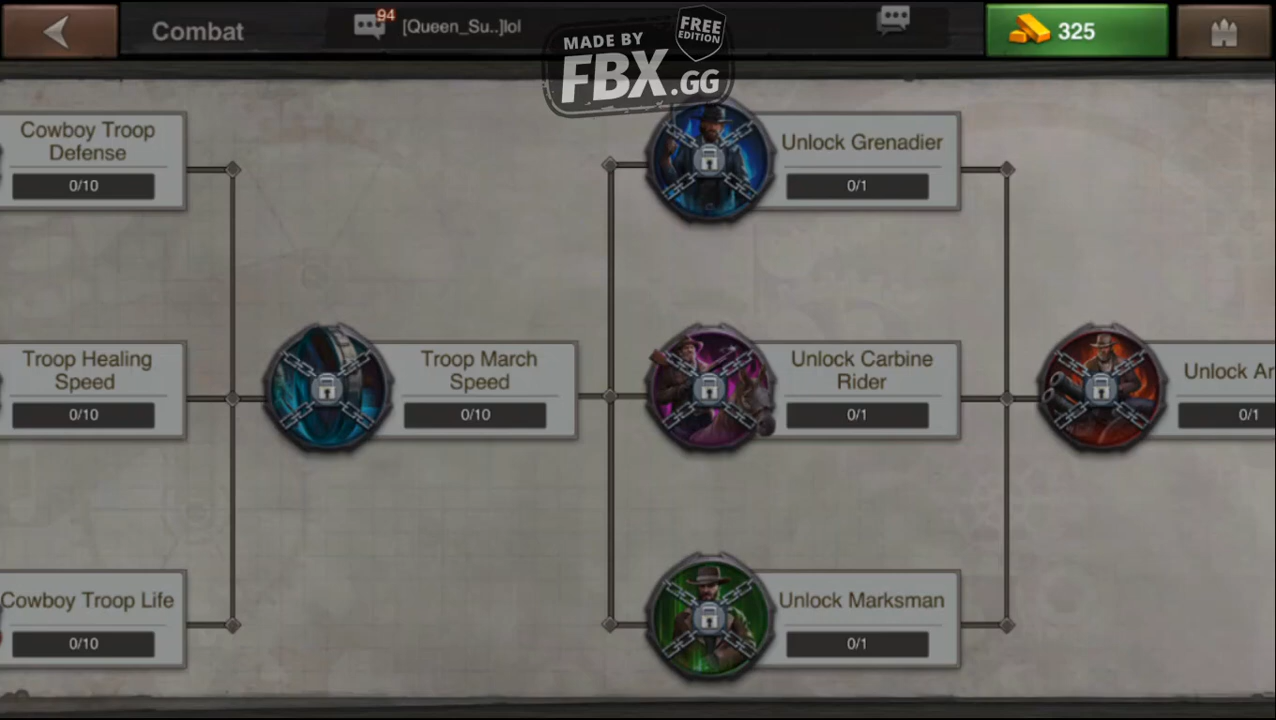 Combat
94
[Queen_Su..]lol
325
MADE BY
FBX.GG
FREE
EDITION
Cowboy Troop
Defense
0/10
Unlock Grenadier
0/1
Troop Healing
Speed
0/10
Troop March
Speed
0/10
Unlock Carbine
Rider
0/1
Unlock Ar
0/1
Cowboy Troop Life
0/10
Unlock Marksman
0/1